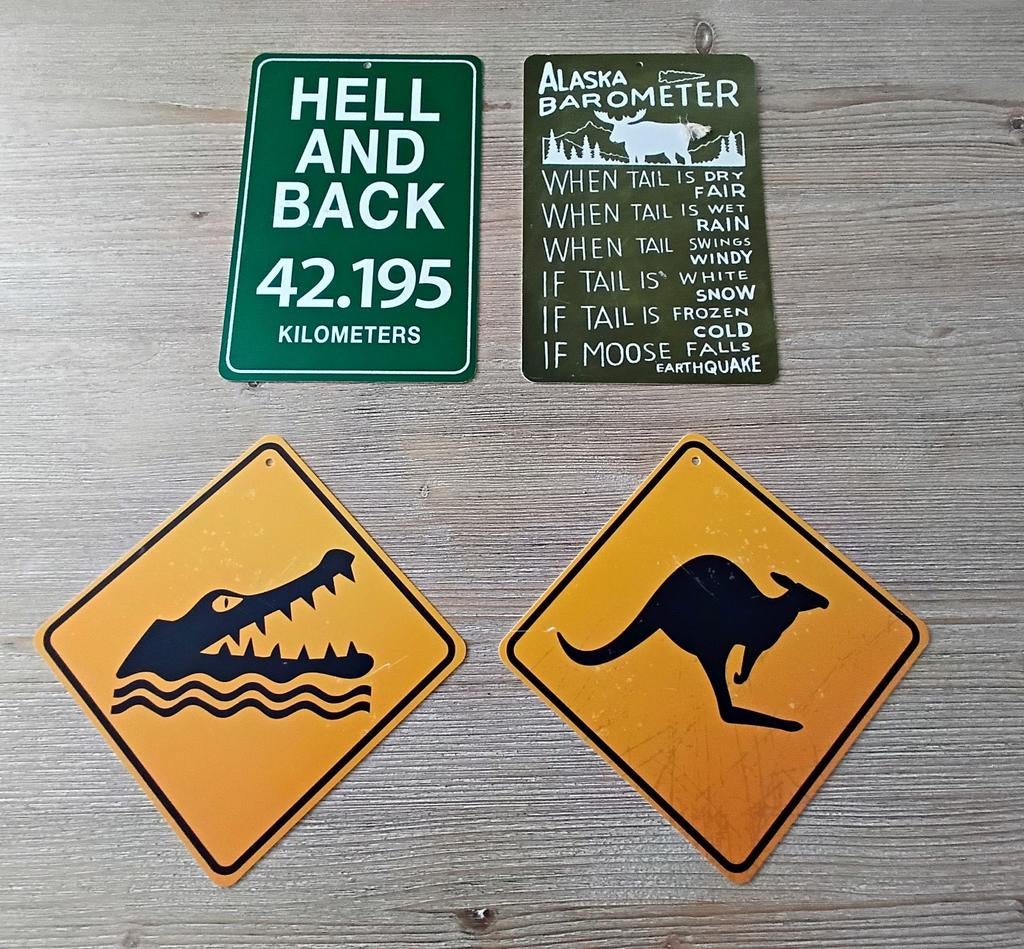 HELL
AND
BACK
42.195
KILOMETERS
ALASKA
BAROMETER
WHEN TAIL IS DRY
FAIR
WHEN TAIL IS WET
RAIN
WHEN TAIL SWINGS
WINDY
IF TAIL IS WHITE
SNOW
IF TAIL IS FROZEN
COLD
IF MOOSE FALLS
EARTHQUAKE